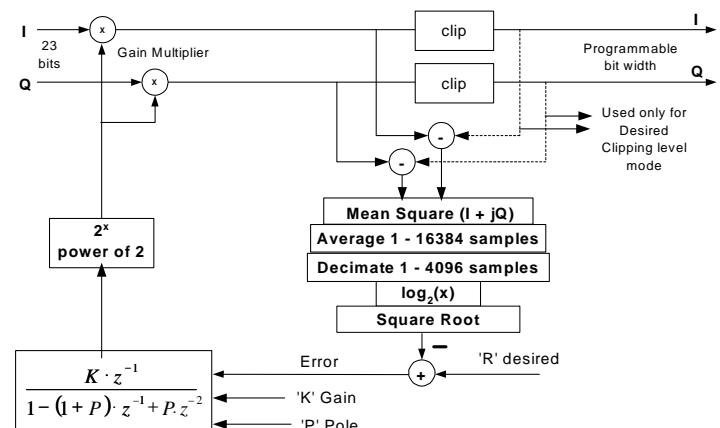 I
23
bits
x
Gain Multiplier
clip
I
Q
x
clip
Programmable
bit width
Q
Used only for
Desired
Clipping level
mode
-
-
Mean Square (I + jQ)
Average 1 - 16384 samples
Decimate 1 - 4096 samples
log₂(x)
Square Root
2ˣ
power of 2
–
Error
+
'R' desired
K · z⁻¹
1 − (1 + P) · z⁻¹ + P. z⁻²
'K' Gain
'P' Pole